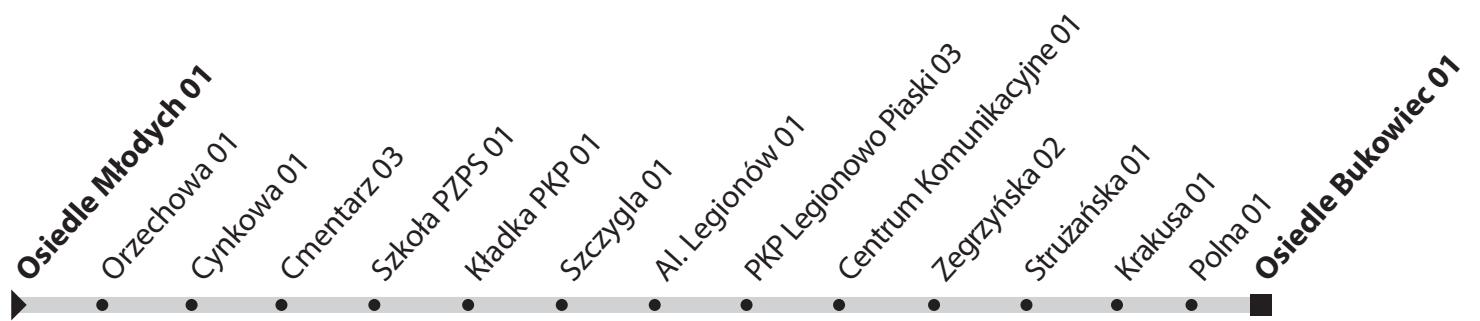 Osiedle Młodych 01
Orzechowa 01
Cynkowa 01
Cmentarz 03
Szkoła PZPS 01
Kładka PKP 01
Szczygla 01
Al. Legionów 01
PKP Legionowo Piaski 03
Centrum Komunikacyjne 01
Zegrzyńska 02
Strużańska 01
Krakusa 01
Polna 01
Osiedle Bukowiec 01